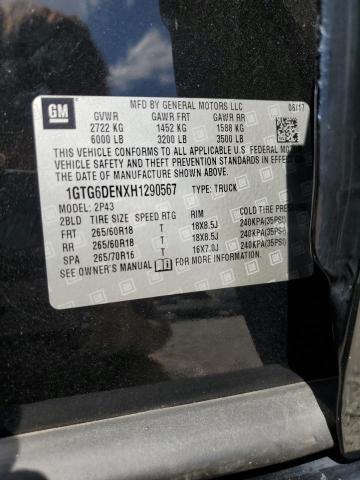 GM
MFD BY GENERAL MOTORS LLC 06/17
GVWR GAWR FRT GAWR RR
2722 KG 1452 KG 1588 KG
6000 LB 3200 LB 3500 LB
THIS VEHICLE CONFORMS TO ALL APPLICABLE U.S. FEDERAL MOTOR
VEHICLE SAFETY AND THEFT PREVENTION STANDARDS IN EFFECT ON
THE DATE OF MANUFACTURE SHOWN ABOVE.
1GTG6DENXH1290567 TYPE: TRUCK
MODEL: 2P43
2BLD TIRE SIZE SPEED RTG RIM COLD TIRE PRESSURE
FRT 265/60R18 T 18X8.5J 240KPA(35PSI)
RR 265/60R18 T 18X8.5J 240KPA(35PSI)
SPA 265/70R16 T 16X7.0J 240KPA(35PSI)
SEE OWNER'S MANUAL FOR MORE INFORMATION.